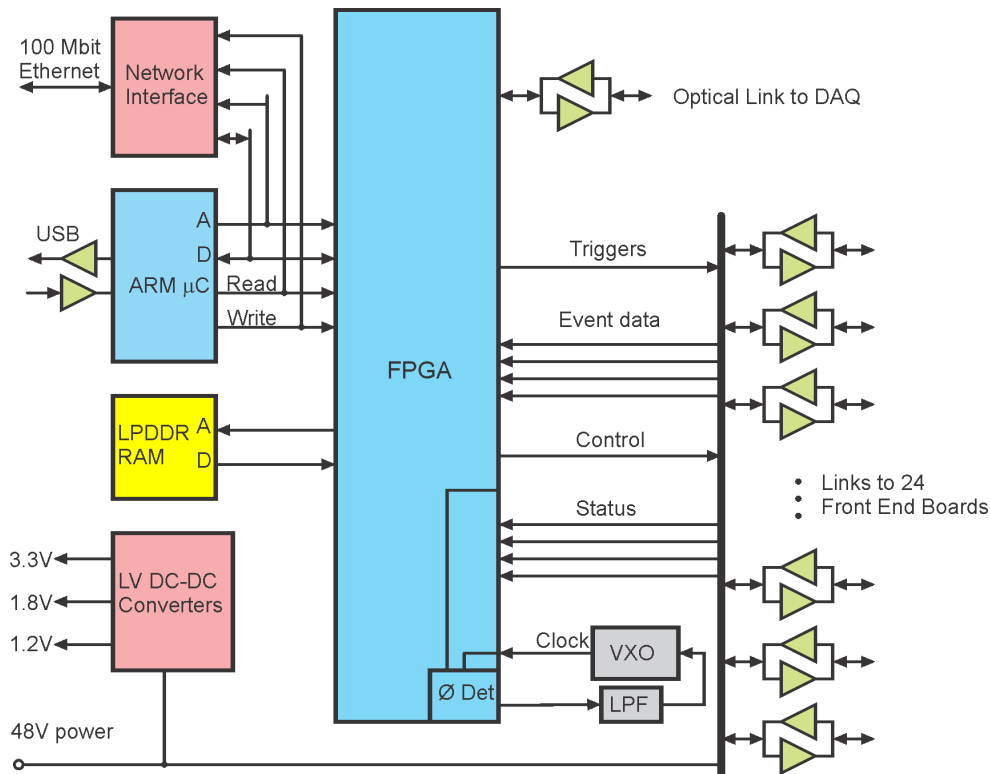 100 Mbit
Ethernet
Network
Interface
Optical Link to DAQ
USB
A
D
ARM μC
Read
Write
FPGA
Triggers
Event data
Control
Status
Links to 24
Front End Boards
LPDDR
RAM
A
D
3.3V
1.8V
1.2V
LV DC-DC
Converters
Clock
VXO
Ø Det
LPF
48V power